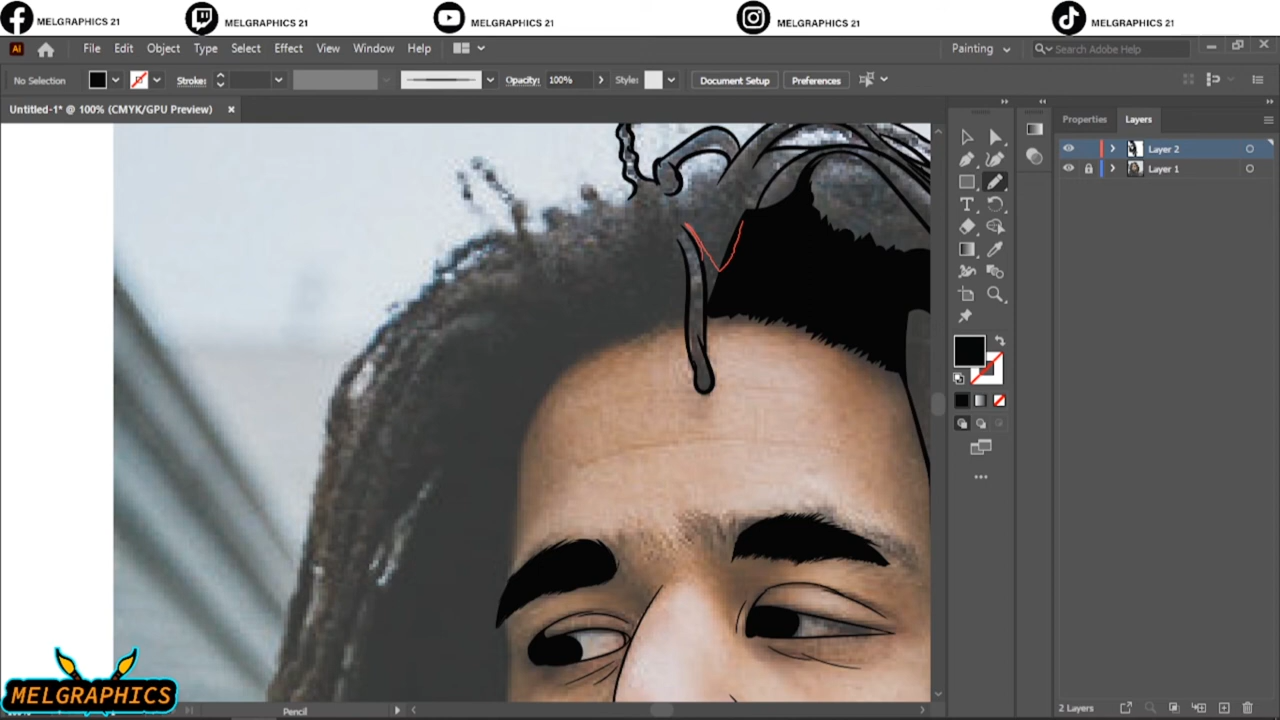 MELGRAPHICS 21 MELGRAPHICS 21 MELGRAPHICS 21 MELGRAPHICS 21 MELGRAPHICS 21
Ai File Edit Object Type Select Effect View Window Help Painting Search Adobe Help
No Selection Stroke: Opacity: 100% Style: Document Setup Preferences
Untitled-1* @ 100% (CMYK/GPU Preview)
Properties Layers
Layer 2
Layer 1
MELGRAPHICS
Pencil
2 Layers